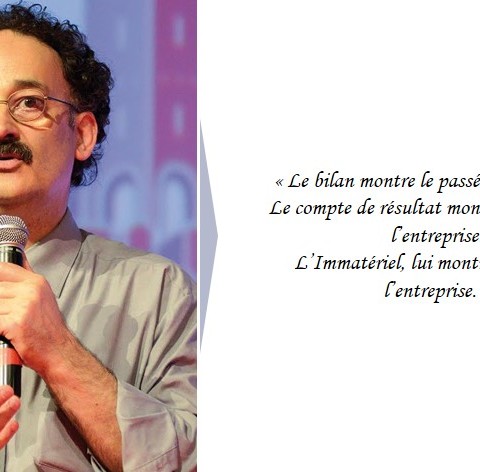 « Le bilan montre le passé
Le compte de résultat mon
l’entreprise
L’Immatériel, lui mont
l’entreprise.